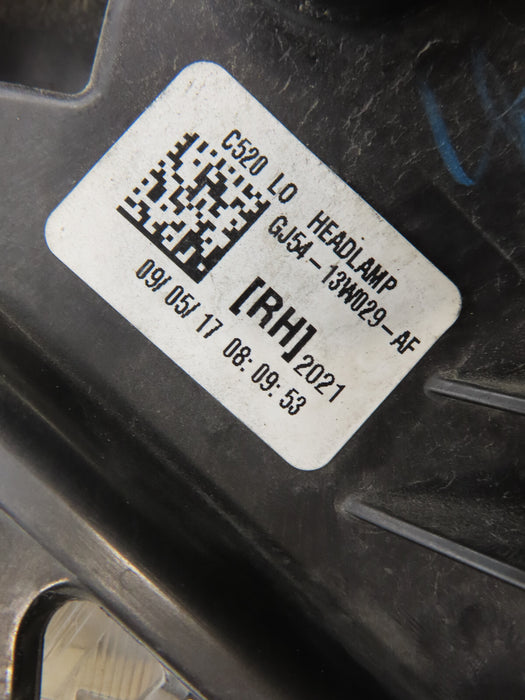 C520 LO HEADLAMP
GJ54-13W029-AF
[RH] 2021
09/05/17 08:09:53